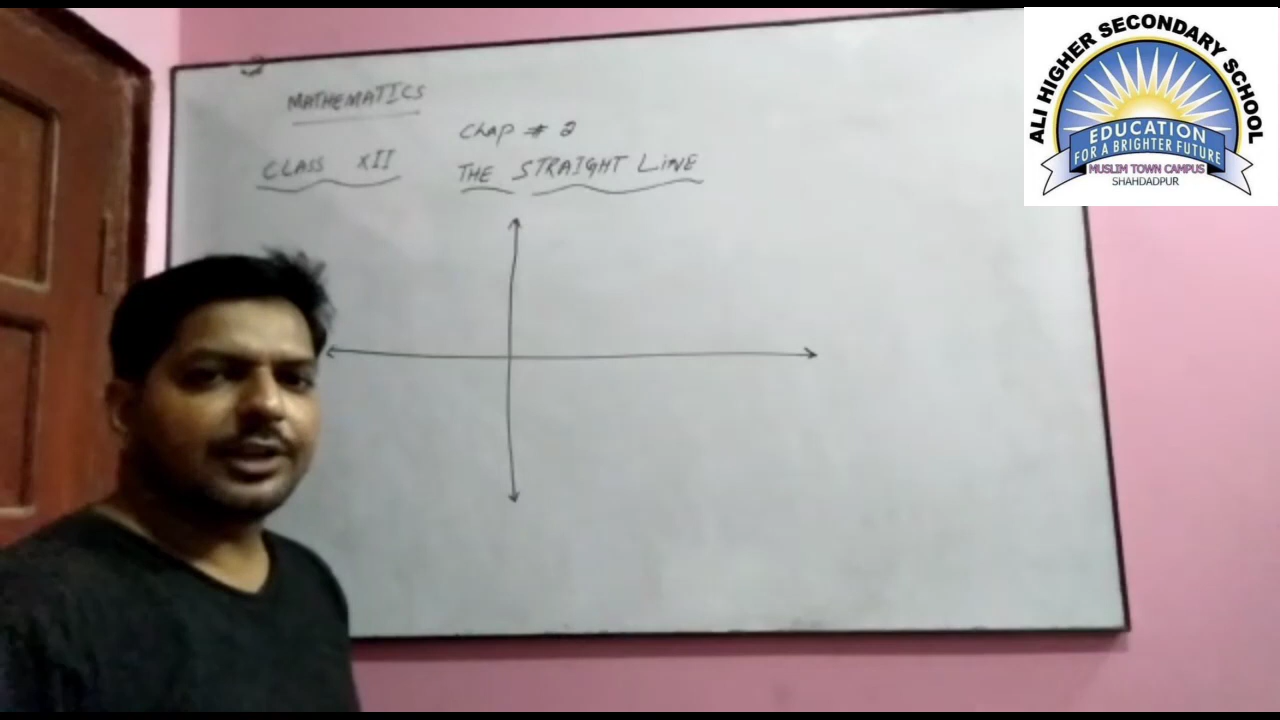 MATHEMATICS
Chap # 2
CLASS XII
THE STRAIGHT LINE
ALI HIGHER SECONDARY SCHOOL
EDUCATION
FOR A BRIGHTER FUTURE
MUSLIM TOWN CAMPUS
SHAHDADPUR